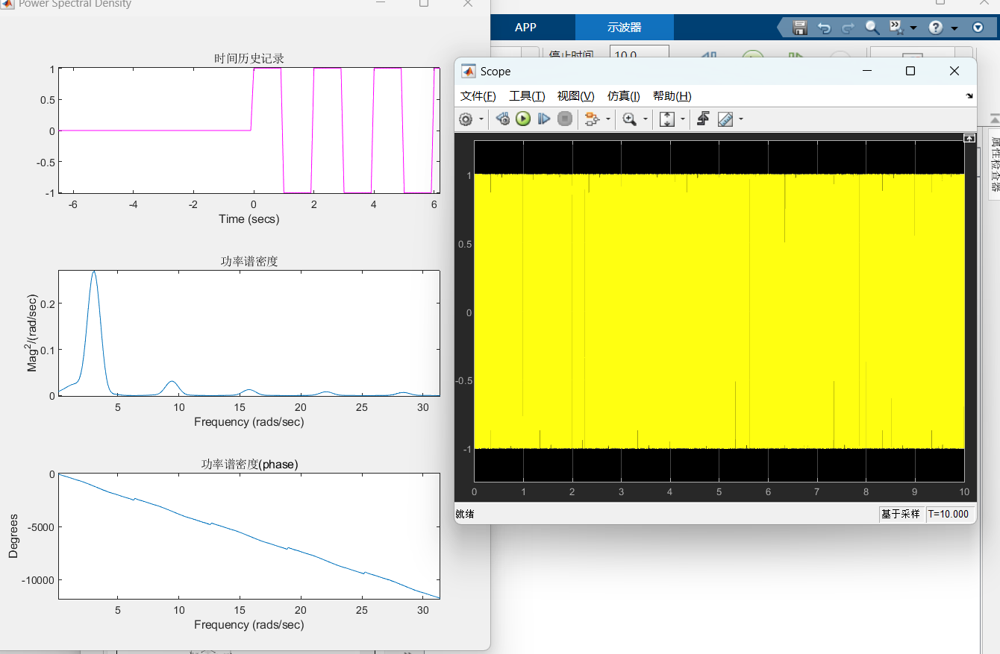 Power Spectral Density
时间历史记录
1
0.5
0
-0.5
-1
-6 -4 -2 0 2 4 6
Time (secs)
功率谱密度
Mag2/(rad/sec)
0.2
0.1
0
5 10 15 20 25 30
Frequency (rads/sec)
功率谱密度(phase)
Degrees
0
-5000
-10000
5 10 15 20 25 30
Frequency (rads/sec)
APP 示波器
停止时间 10.0
Scope
文件(F) 工具(T) 视图(V) 仿真(I) 帮助(H)
1
0.5
0
-0.5
-1
0 1 2 3 4 5 6 7 8 9 10
就绪 基于采样 T=10.000
属性检查器